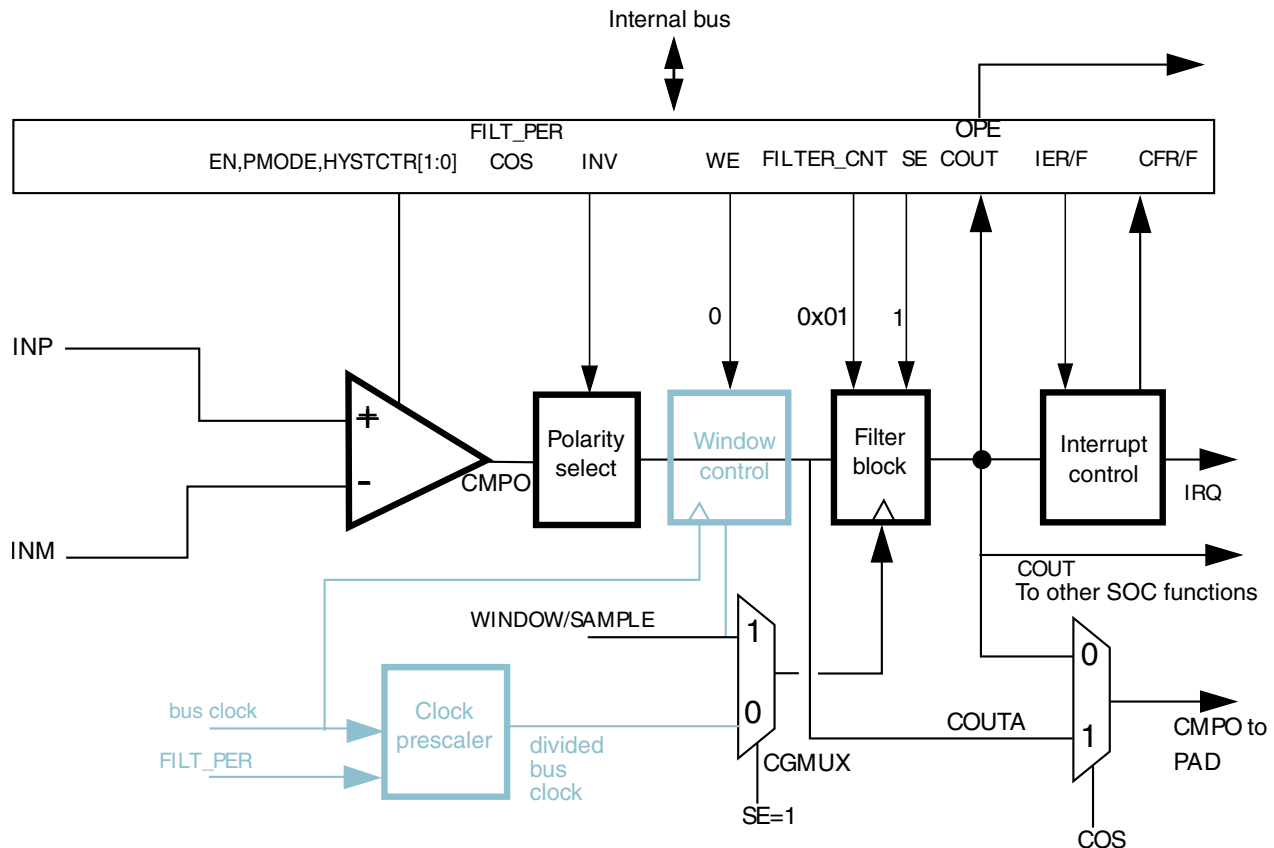 Internal bus
FILT_PER
OPE
EN,PMODE,HYSTCTR[1:0]
COS
INV
WE
FILTER_CNT
SE
COUT
IER/F
CFR/F
0
0x01
1
INP
+
-
INM
CMPO
Polarity
select
Window
control
Filter
block
Interrupt
control
IRQ
COUT
To other SOC functions
WINDOW/SAMPLE
1
0
bus clock
FILT_PER
Clock
prescaler
divided
bus
clock
CGMUX
SE=1
COUTA
0
1
CMPO to
PAD
COS